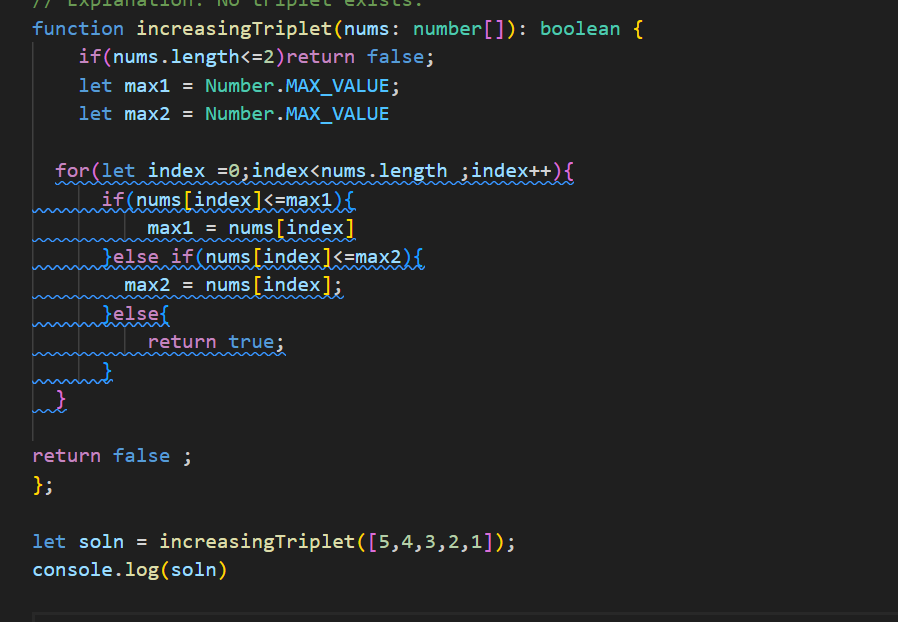 // Explanation: No triplet exists.
function increasingTriplet(nums: number[]): boolean {
    if(nums.length<=2)return false;
    let max1 = Number.MAX_VALUE;
    let max2 = Number.MAX_VALUE
  for(let index =0;index<nums.length ;index++){
      if(nums[index]<=max1){
          max1 = nums[index]
      }else if(nums[index]<=max2){
        max2 = nums[index];
      }else{
          return true;
      }
  }
return false ;
};
let soln = increasingTriplet([5,4,3,2,1]);
console.log(soln)